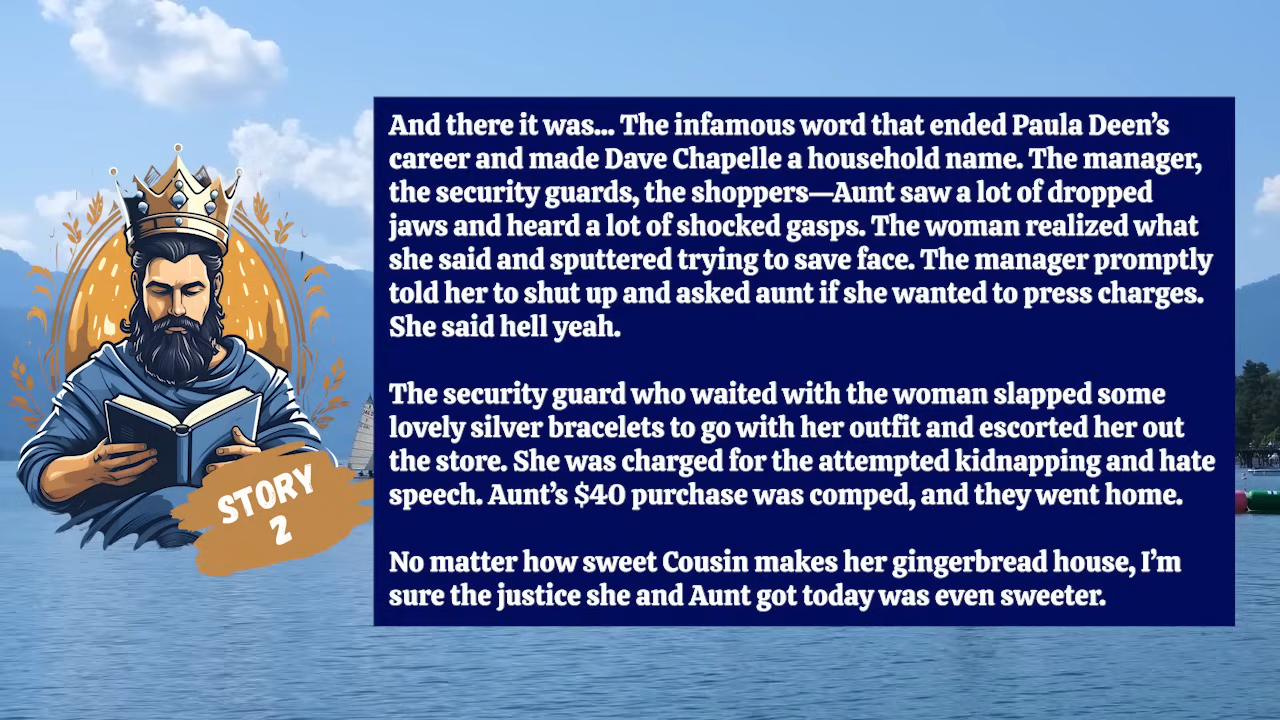 And there it was... The infamous word that ended Paula Deen's
career and made Dave Chapelle a household name. The manager,
the security guards, the shoppers—Aunt saw a lot of dropped
jaws and heard a lot of shocked gasps. The woman realized what
she said and sputtered trying to save face. The manager promptly
told her to shut up and asked aunt if she wanted to press charges.
She said hell yeah.
The security guard who waited with the woman slapped some
lovely silver bracelets to go with her outfit and escorted her out
the store. She was charged for the attempted kidnapping and hate
speech. Aunt's $40 purchase was comped, and they went home.
No matter how sweet Cousin makes her gingerbread house, I'm
sure the justice she and Aunt got today was even sweeter.
STORY
2